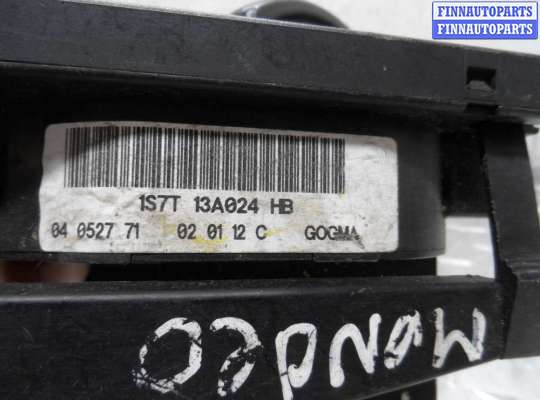 FINNAUTOPARTS
FINNAUTOPARTS
1S7T 13A024 HB
04 0527 71 02 01 12 C GOGMA
MONDEO